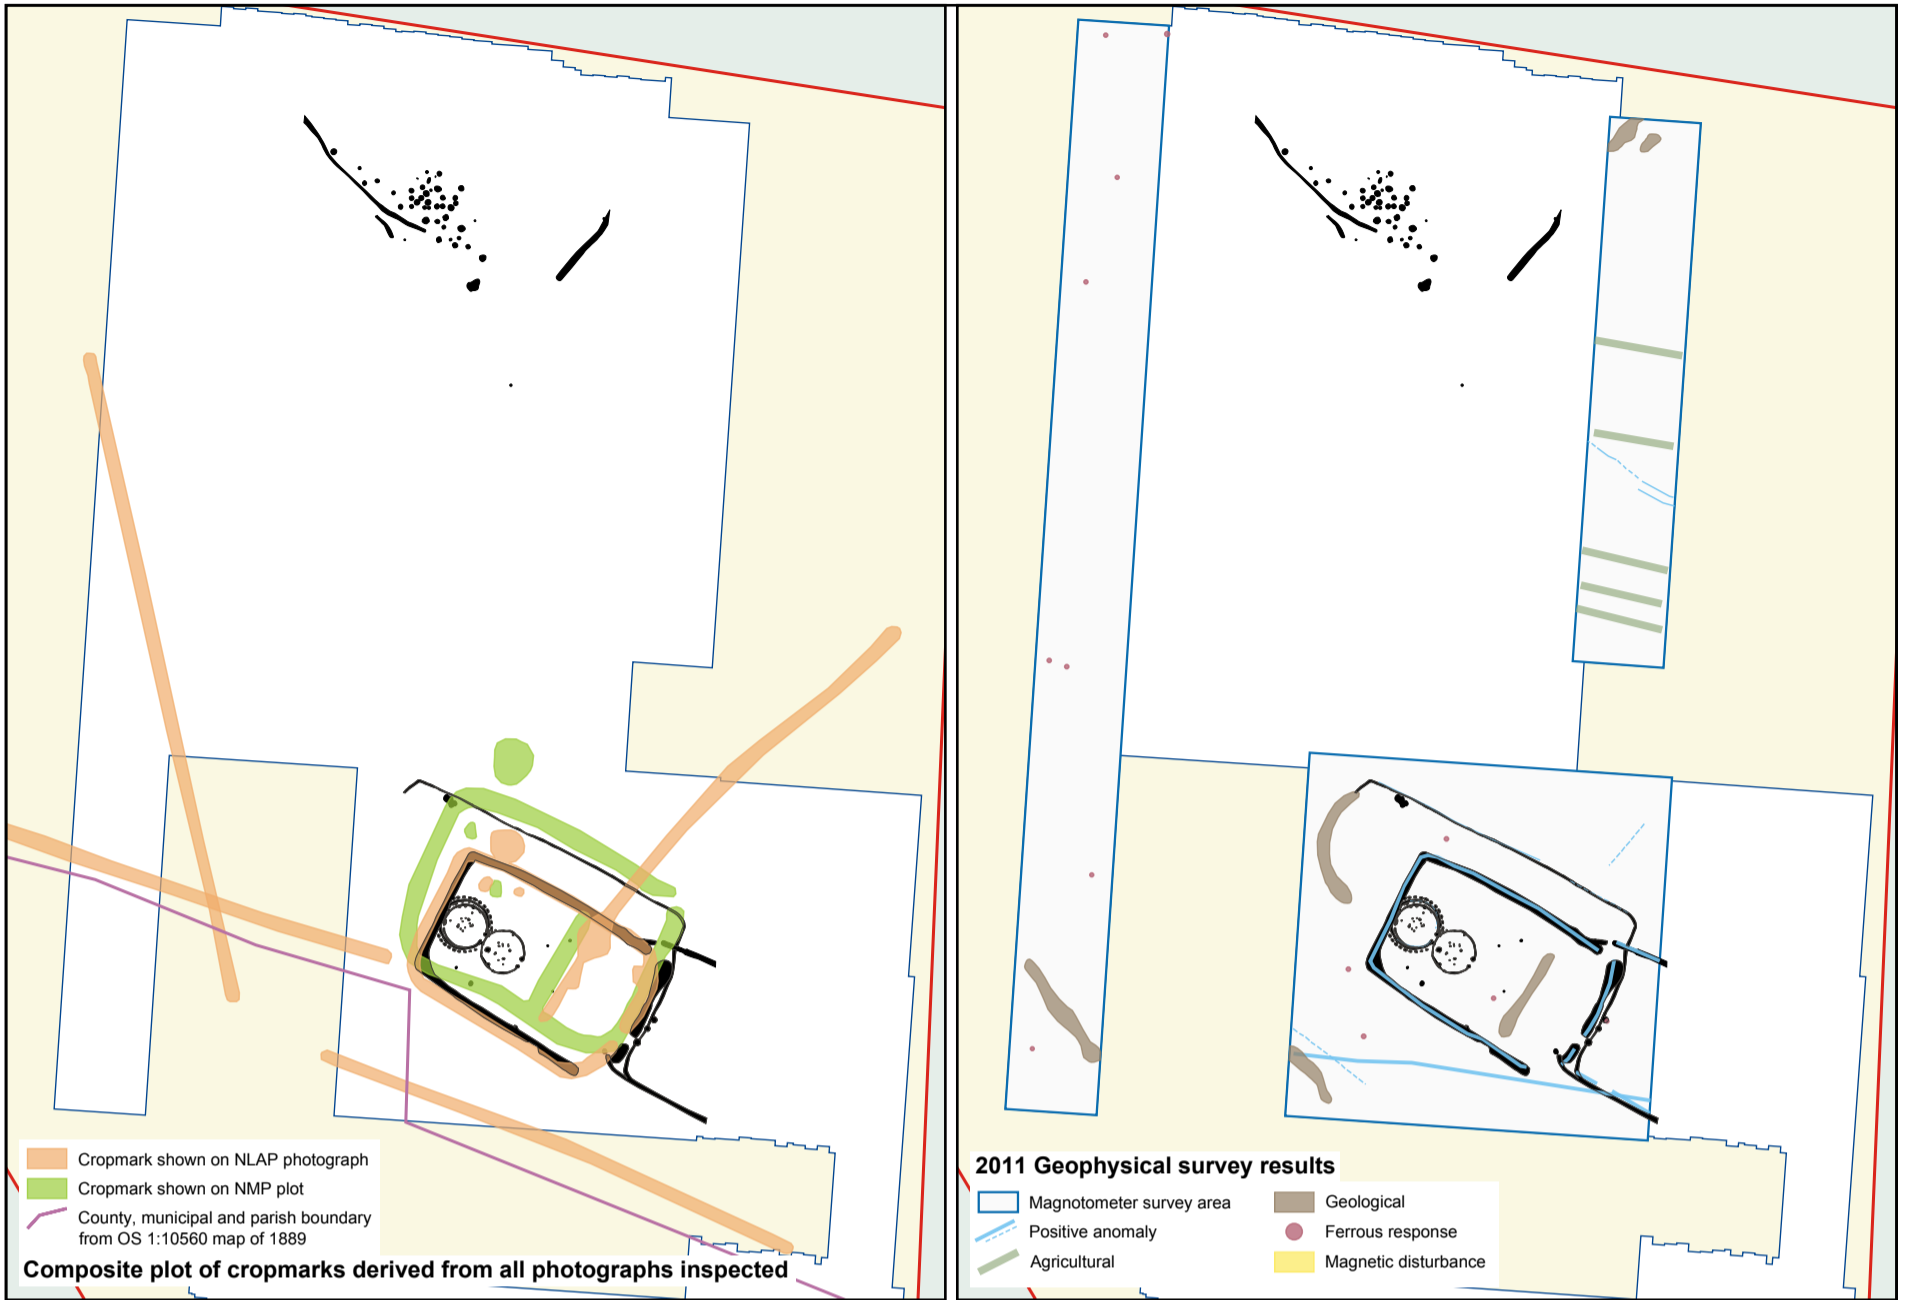 Cropmark shown on NLAP photograph
Cropmark shown on NMP plot
County, municipal and parish boundary
from OS 1:10560 map of 1889
Composite plot of cropmarks derived from all photographs inspected
2011 Geophysical survey results
Magnotometer survey area
Positive anomaly
Agricultural
Geological
Ferrous response
Magnetic disturbance